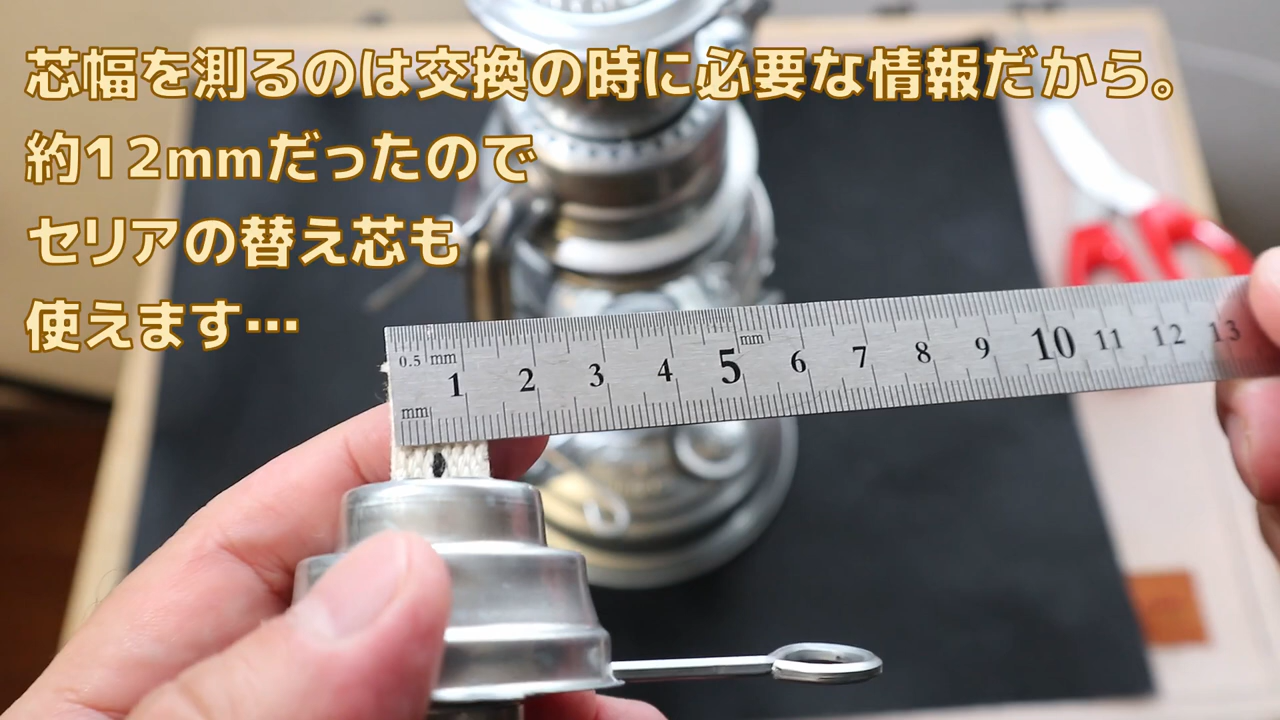 芯幅を測るのは交換の時に必要な情報だから。
約12mmだったので
セリアの替え芯も
使えます…
0.5 mm
mm
1 2 3 4 5 6 7 8 9 10 11 12 13
mm